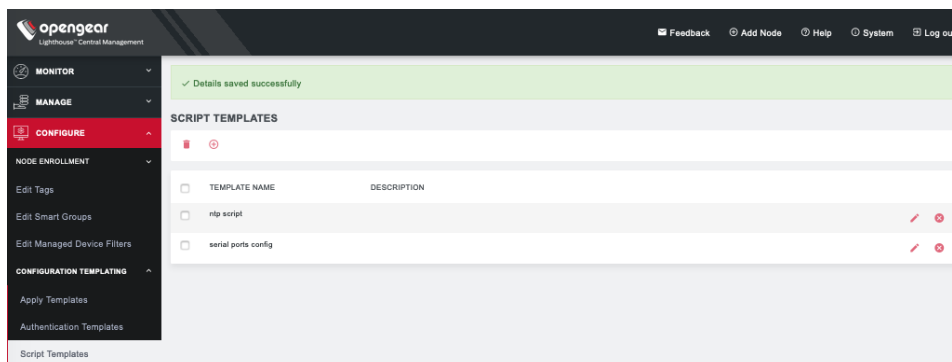 opengear
Lighthouse™ Central Management
Feedback
Add Node
Help
System
Log ou
MONITOR
MANAGE
CONFIGURE
NODE ENROLLMENT
Edit Tags
Edit Smart Groups
Edit Managed Device Filters
CONFIGURATION TEMPLATING
Apply Templates
Authentication Templates
Script Templates
Details saved successfully
SCRIPT TEMPLATES
TEMPLATE NAME DESCRIPTION
ntp script
serial ports config